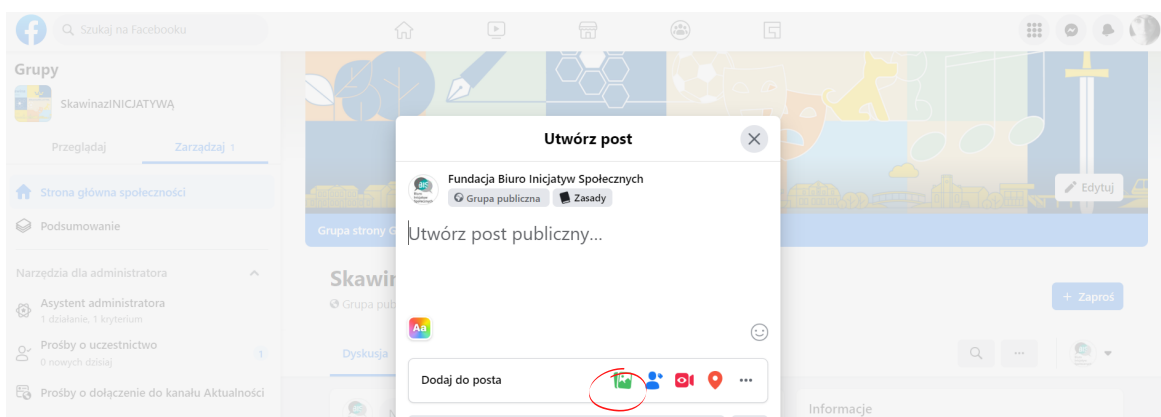 Szukaj na Facebooku
Grupy
SkawinazINICJATYWĄ
Przeglądaj
Zarządzaj 1
Strona główna społeczności
Podsumowanie
Narzędzia dla administratora
Asystent administratora
1 działanie, 1 kryterium
Prośby o uczestnictwo
0 nowych dzisiaj
1
Prośby o dołączenie do kanału Aktualności
Edytuj
Grupa strony G
Skawin
Grupa pub
+ Zaproś
Dyskusja
Informacje
Utwórz post
Fundacja Biuro Inicjatyw Społecznych
Grupa publiczna
Zasady
Utwórz post publiczny...
Aa
Dodaj do posta